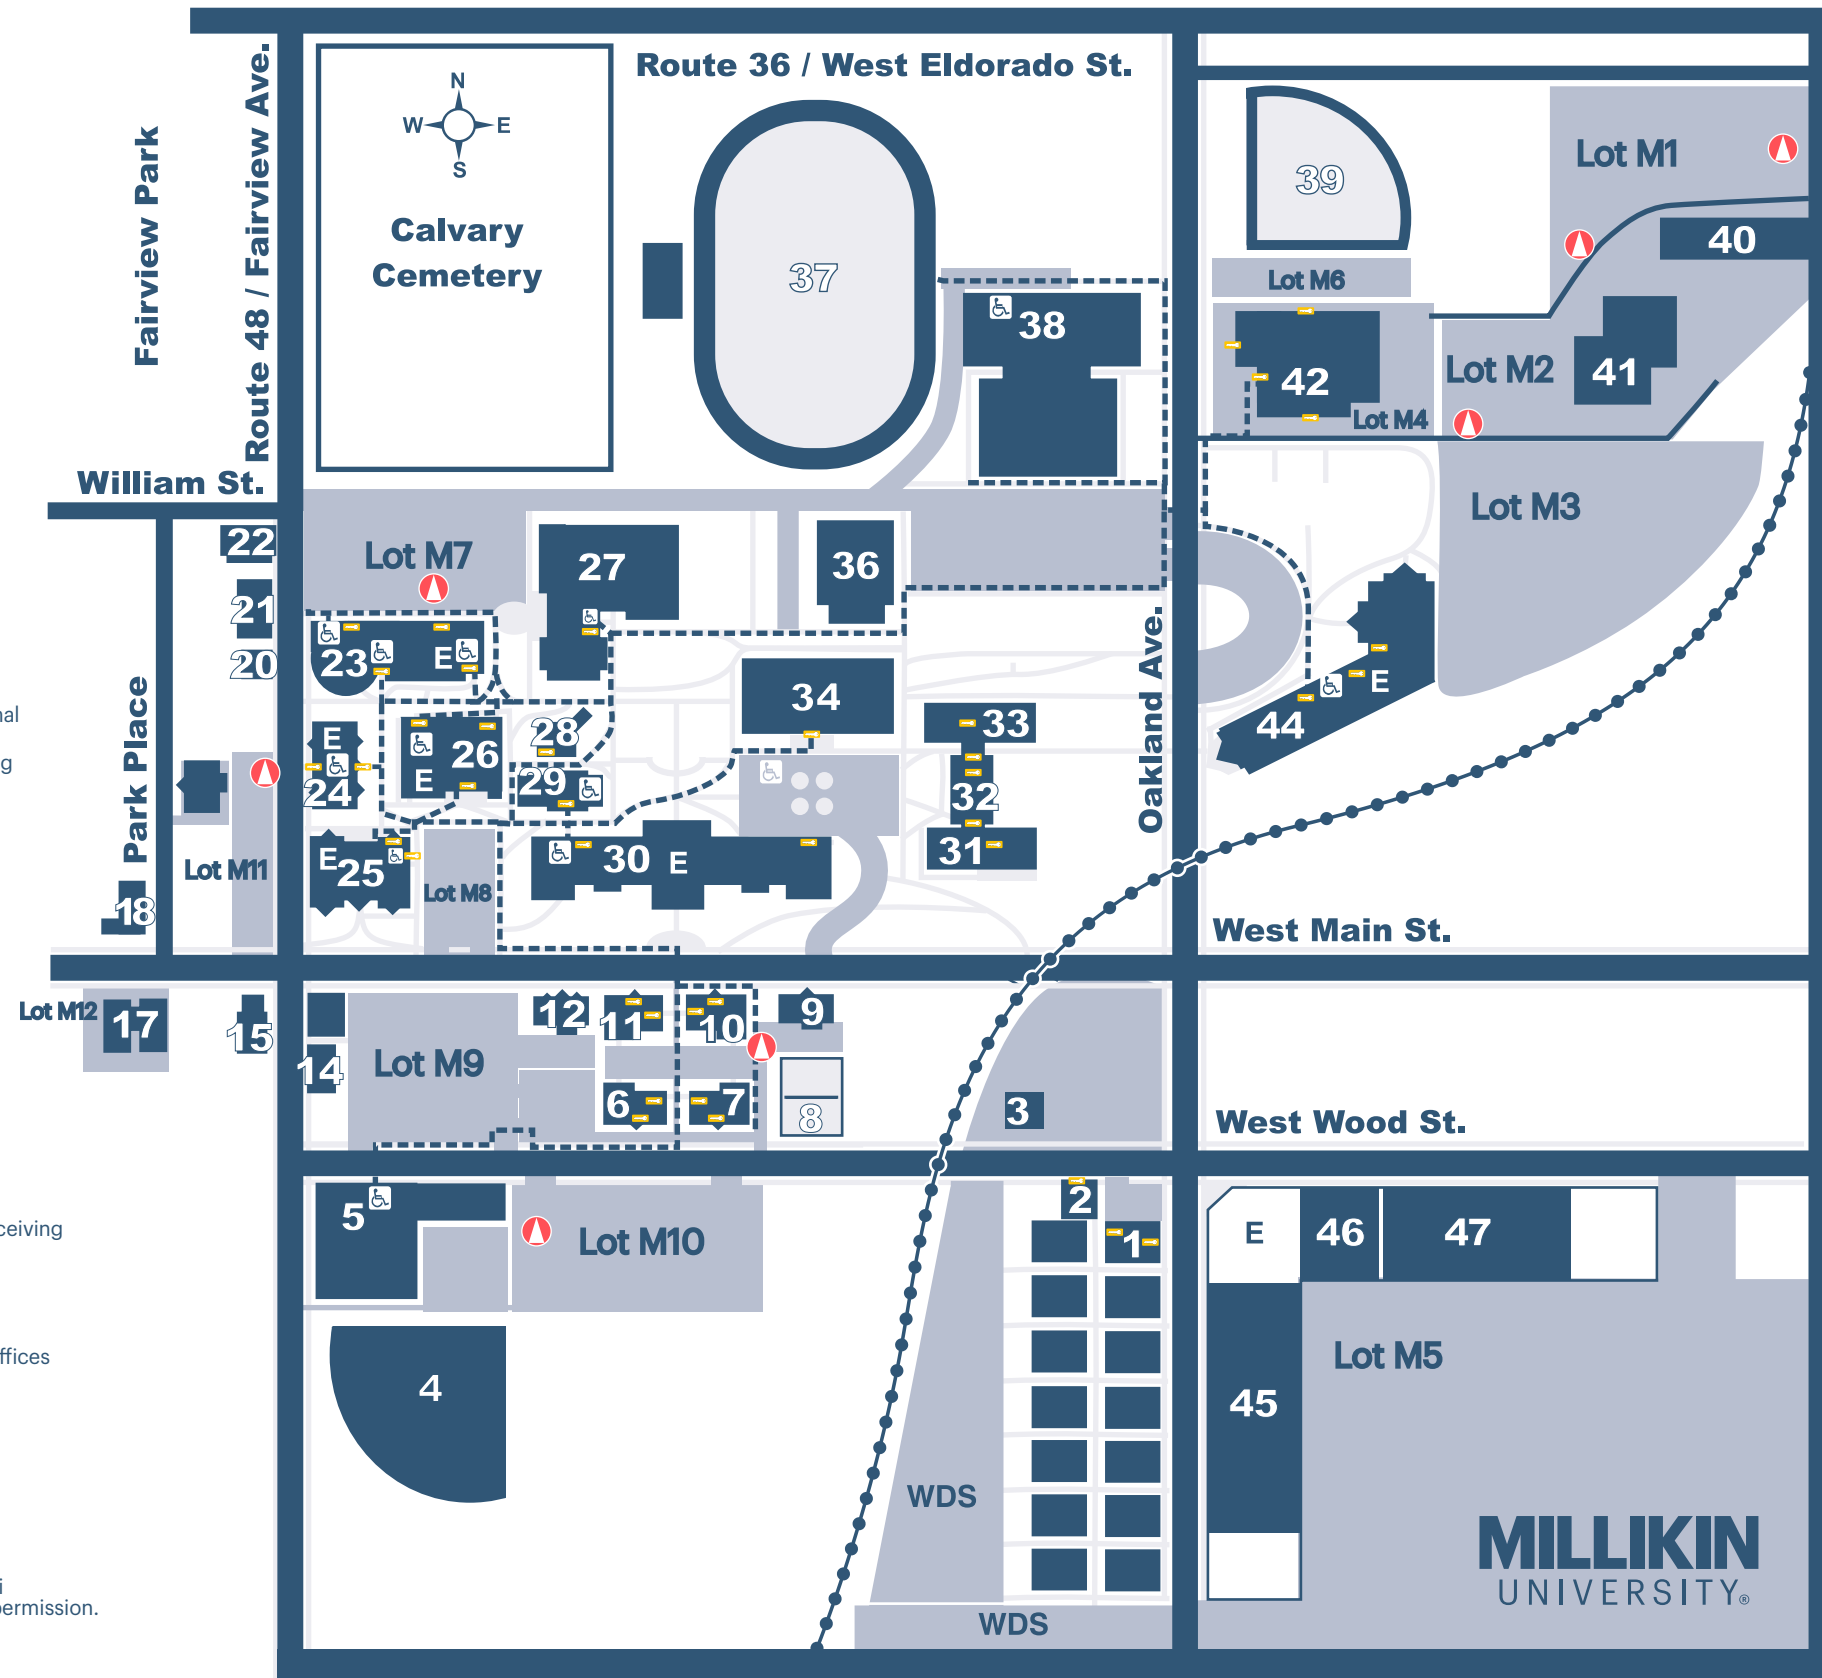 Route 36 / West Eldorado St.
Route 48 / Fairview Ave.
Fairview Park
N
W E
S
Calvary
Cemetery
Lot M1
39
37
40
Lot M6
38
42
Lot M2
41
Lot M4
William St.
Lot M3
22
Lot M7
27
36
21
20
23
E
Park Place
34
Oakland Ave.
E
44
33
28
26
E
24
E
29
32
31
30
E
E
25
Lot M8
Lot M11
18
nal
g
West Main St.
Lot M12
17
15
14
Lot M9
12
11
10
9
6
7
8
3
West Wood St.
5
Lot M10
2
1
E
46
47
ceiving
4
Lot M5
45
ffices
WDS
WDS
MILLIKIN
UNIVERSITY®
i
permission.